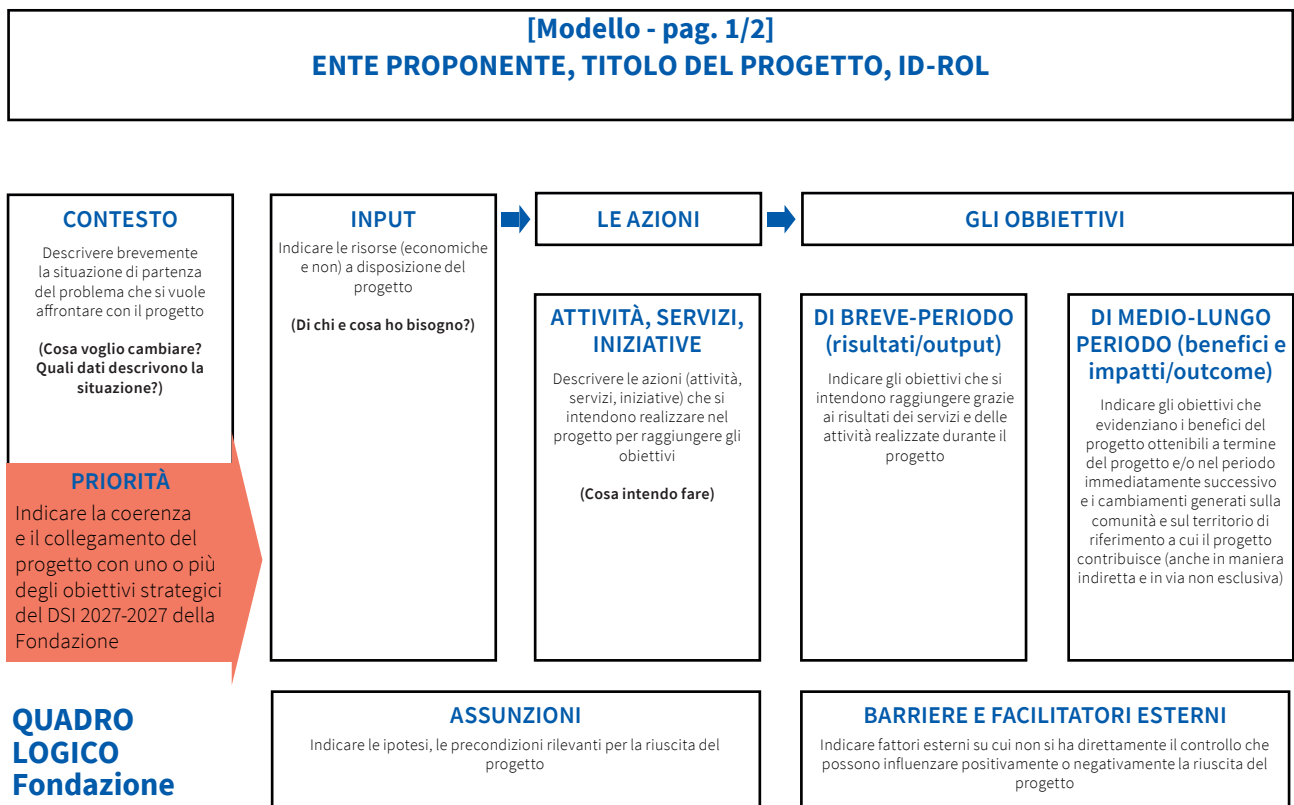 [Modello - pag. 1/2]
ENTE PROPONENTE, TITOLO DEL PROGETTO, ID-ROL
CONTESTO
Descrivere brevemente
la situazione di partenza
del problema che si vuole
affrontare con il progetto
(Cosa voglio cambiare?
Quali dati descrivono la
situazione?)
PRIORITÀ
Indicare la coerenza
e il collegamento del
progetto con uno o più
degli obiettivi strategici
del DSI 2027-2027 della
Fondazione
INPUT
Indicare le risorse (economiche
e non) a disposizione del
progetto
(Di chi e cosa ho bisogno?)
LE AZIONI
ATTIVITÀ, SERVIZI,
INIZIATIVE
Descrivere le azioni (attività,
servizi, iniziative) che si
intendono realizzare nel
progetto per raggiungere gli
obiettivi
(Cosa intendo fare)
GLI OBBIETTIVI
DI BREVE-PERIODO
(risultati/output)
Indicare gli obiettivi che si
intendono raggiungere grazie
ai risultati dei servizi e delle
attività realizzate durante il
progetto
DI MEDIO-LUNGO
PERIODO (benefici e
impatti/outcome)
Indicare gli obiettivi che
evidenziano i benefici del
progetto ottenibili a termine
del progetto e/o nel periodo
immediatamente successivo
e i cambiamenti generati sulla
comunità e sul territorio di
riferimento a cui il progetto
contribuisce (anche in maniera
indiretta e in via non esclusiva)
QUADRO
LOGICO
Fondazione
ASSUNZIONI
Indicare le ipotesi, le precondizioni rilevanti per la riuscita del
progetto
BARRIERE E FACILITATORI ESTERNI
Indicare fattori esterni su cui non si ha direttamente il controllo che
possono influenzare positivamente o negativamente la riuscita del
progetto